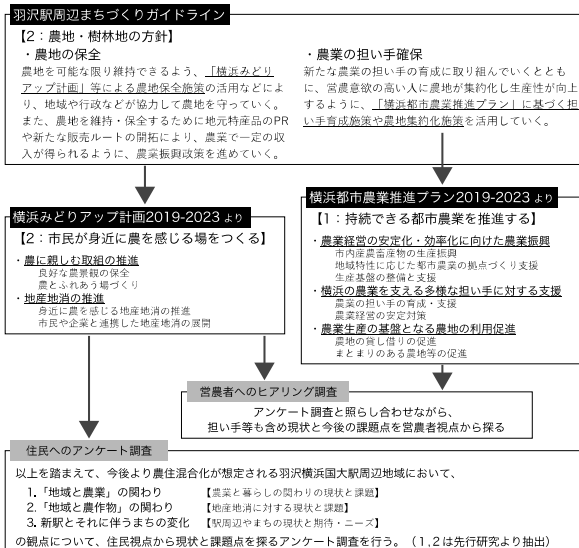 羽沢駅周辺まちづくりガイドライン
【2：農地・樹林地の方針】
・農地の保全
農地を可能な限り維持できるよう、「横浜みどり
アップ計画」等による農地保全施策の活用などによ
り、地域や行政などが協力して農地を守っていく。
また、農地を維持・保全するために地元特産品のPR
や新たな販売ルートの開拓により、農業で一定の収
入が得られるように、農業振興政策を進めていく。
・農業の担い手確保
新たな農業の担い手の育成に取り組んでいくととも
に、営農意欲の高い人に農地が集約化し生産性が向上
するように、「横浜都市農業推進プラン」に基づく担
い手育成施策や農地集約化施策を活用していく。
横浜みどりアップ計画2019-2023 より
【2：市民が身近に農を感じる場をつくる】
・農に親しむ取組の推進
良好な農景観の保全
農とふれあう場づくり
・地産地消の推進
身近に農を感じる地産地消の推進
市民や企業と連携した地産地消の展開
横浜都市農業推進プラン2019-2023 より
【1：持続できる都市農業を推進する】
・農業経営の安定化・効率化に向けた農業振興
市内産農畜産物の生産振興
地域特性に応じた都市農業の拠点づくり支援
生産基盤の整備と支援
・横浜の農業を支える多様な担い手に対する支援
農業の担い手の育成・支援
農業経営の安定対策
・農業生産の基盤となる農地の利用促進
農地の貸し借りの促進
まとまりのある農地等の促進
営農者へのヒアリング調査
アンケート調査と照らし合わせながら、
担い手等も含め現状と今後の課題点を営農者視点から探る
住民へのアンケート調査
以上を踏まえて、今後より農住混合化が想定される羽沢横浜国大駅周辺地域において、
1.「地域と農業」の関わり 【農業と暮らしの関わりの現状と課題】
2.「地域と農作物」の関わり 【地産地消に対する現状と課題】
3. 新駅とそれに伴うまちの変化 【駅周辺やまちの現状と期待・ニーズ】
の観点について、住民視点から現状と課題点を探るアンケート調査を行う。（1,2は先行研究より抽出）